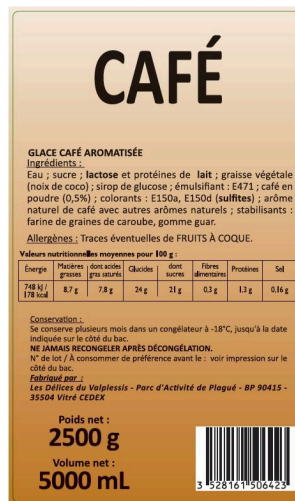 CAFÉ
GLACE CAFÉ AROMATISÉE
Ingrédients :
Eau ; sucre ; lactose et protéines de lait ; graisse végétale
(noix de coco) ; sirop de glucose ; émulsifiant : E471 ; café en
poudre (0,5%) ; colorants : E150a, E150d (sulfites) ; arôme
naturel de café avec autres arômes naturels ; stabilisants :
farine de graines de caroube, gomme guar.
Allergènes : Traces éventuelles de FRUITS À COQUE.
Valeurs nutritionnelles moyennes pour 100 g :
Énergie Matières grasses dont acides gras saturés Glucides dont sucres Fibres alimentaires Protéines Sel
748 kJ / 178 kcal 8,7 g 7,8 g 24 g 21 g 0,3 g 1,3 g 0,16 g
Conservation :
Se conserve plusieurs mois dans un congélateur à -18°C, jusqu'à la date
indiquée sur le côté du bac.
NE JAMAIS RECONGELER APRÈS DÉCONGÉLATION.
N° de lot / À consommer de préférence avant le : voir impression sur le
côté du bac.
Fabriqué par :
Les Délices du Valplessis - Parc d'Activité de Plagué - BP 90415 -
35504 Vitré CEDEX
Poids net :
2500 g
Volume net :
5000 mL
3 528161 506423